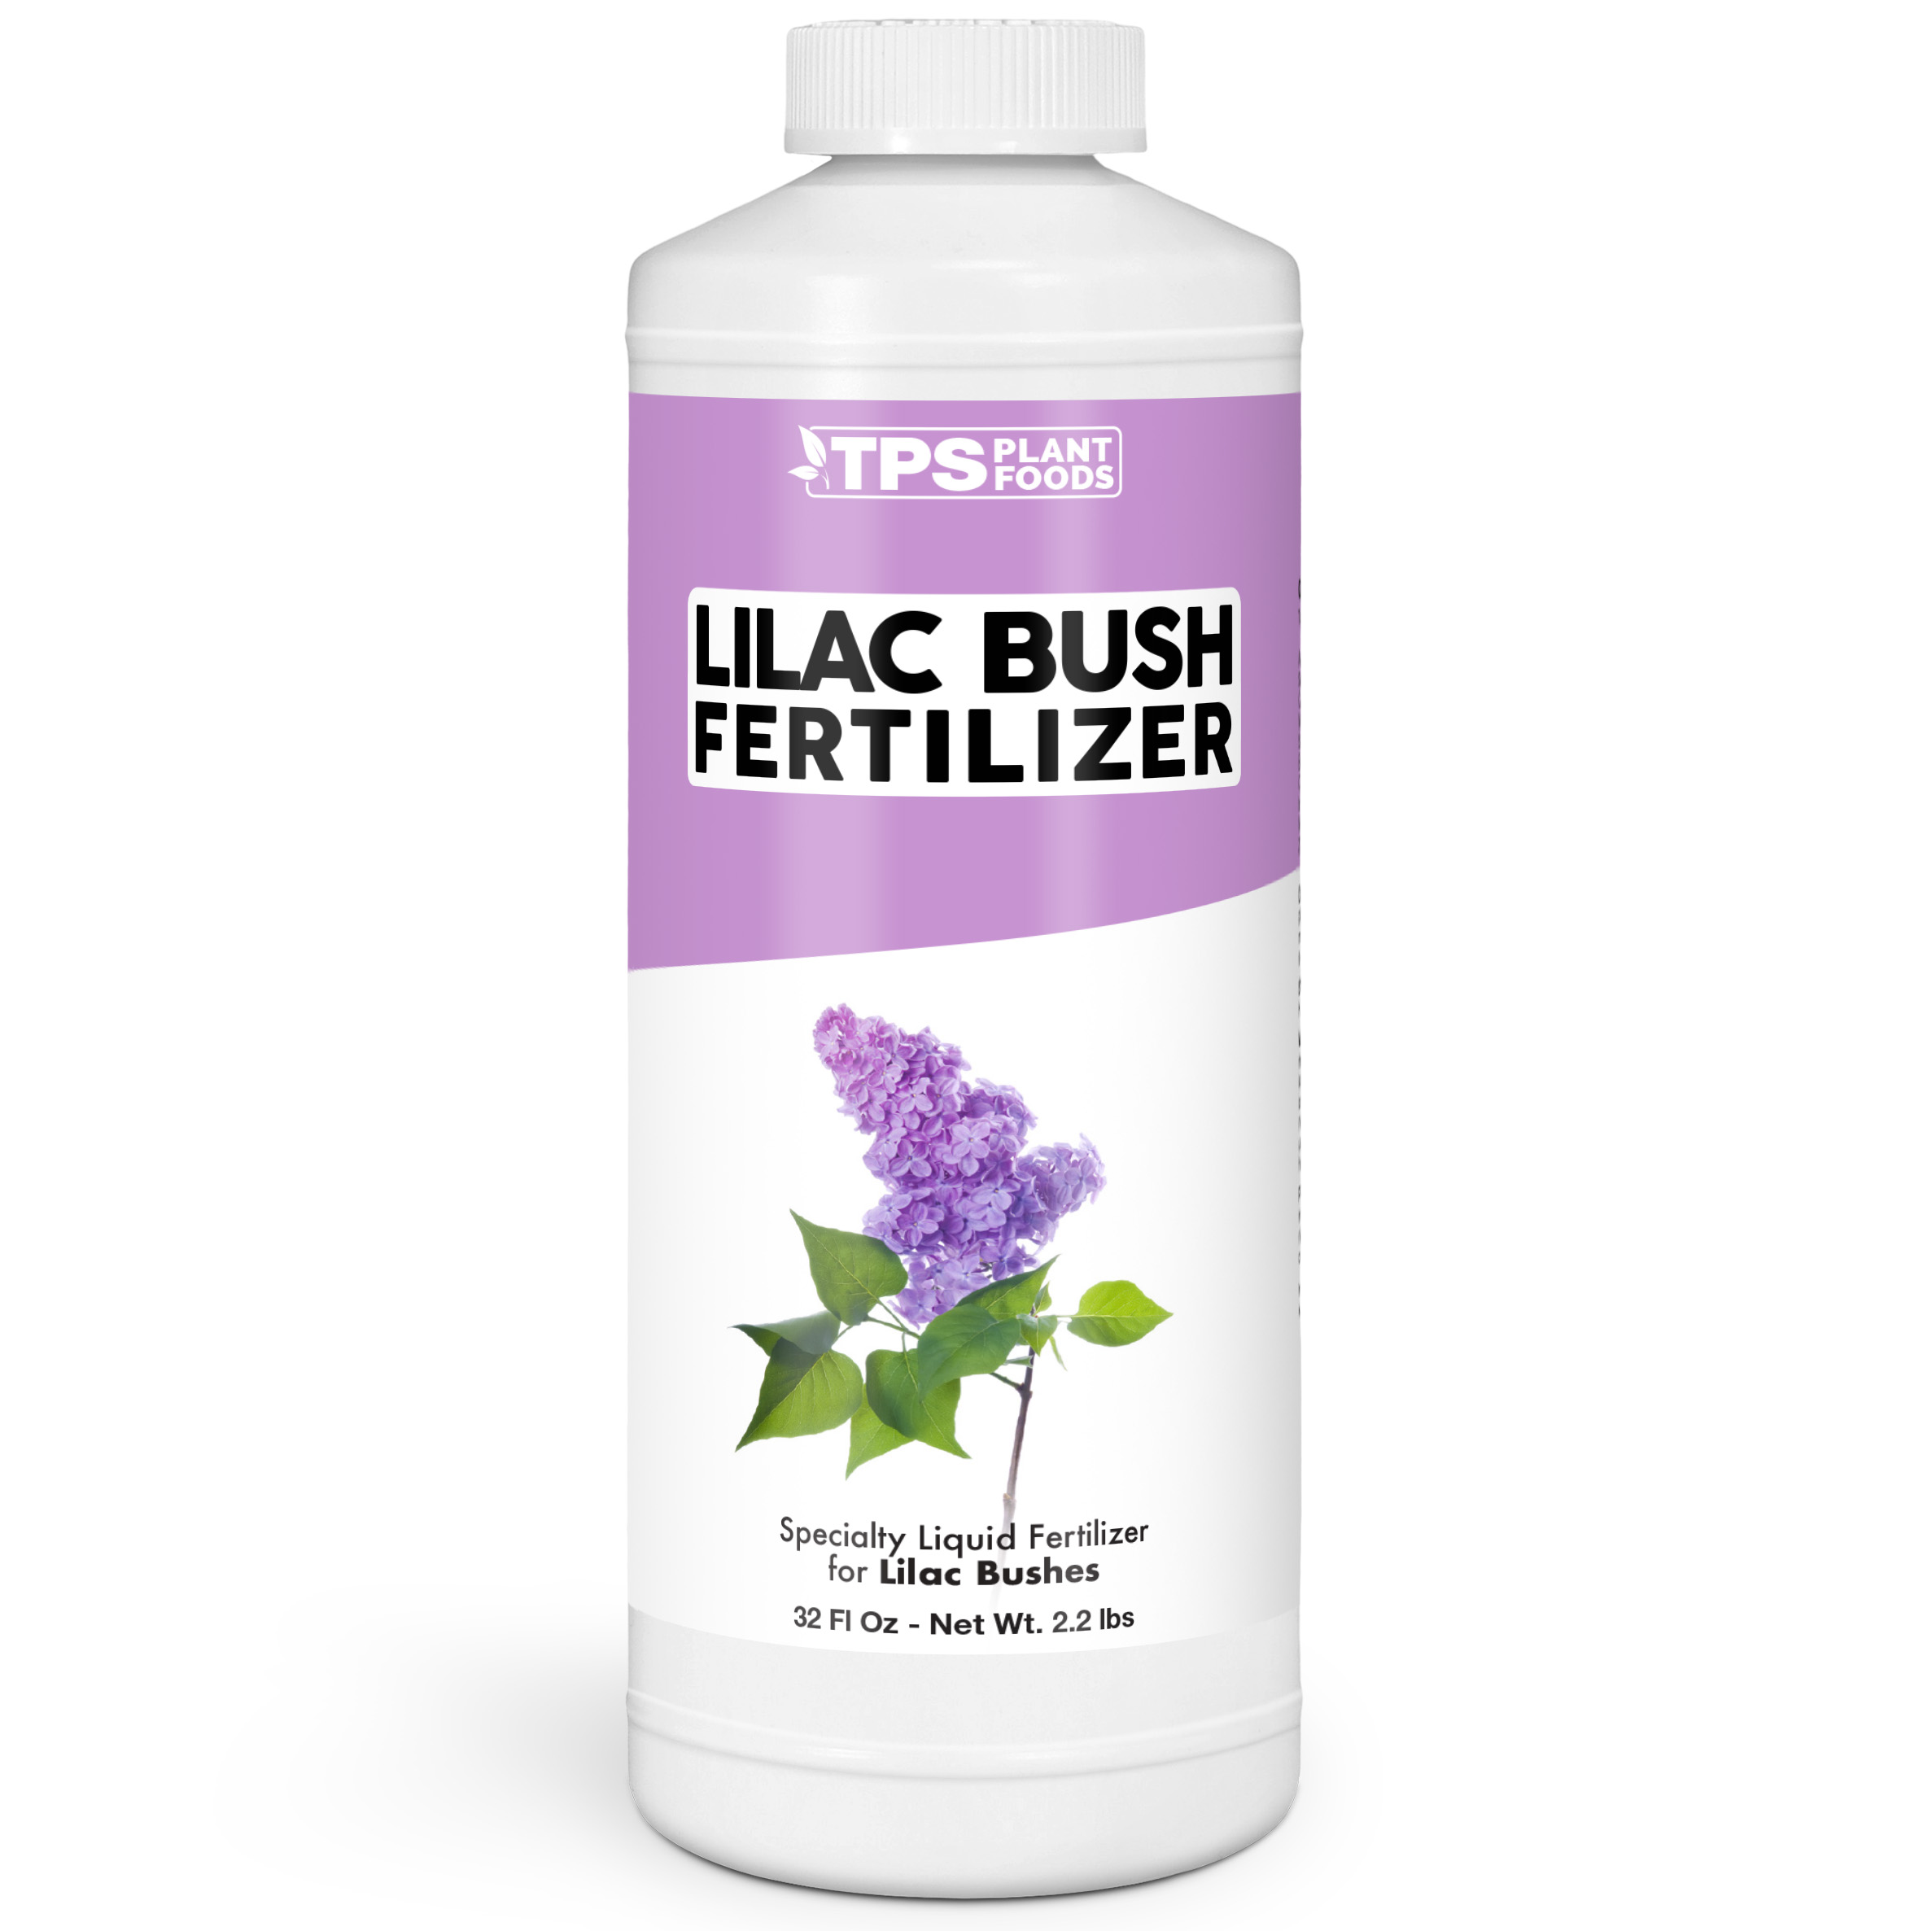 TPS PLANT FOODS
LILAC BUSH
FERTILIZER
Specialty Liquid Fertilizer
for Lilac Bushes
32 Fl Oz - Net Wt. 2.2 lbs